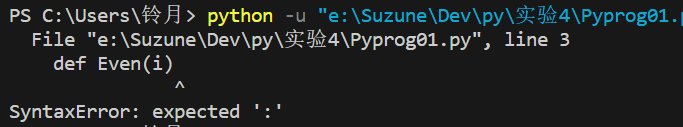 PS C:\Users\铃月> python -u "e:\Suzune\Dev\py\实验4\Pyprog01.p
File "e:\Suzune\Dev\py\实验4\Pyprog01.py", line 3
def Even(i)
^
SyntaxError: expected ':'